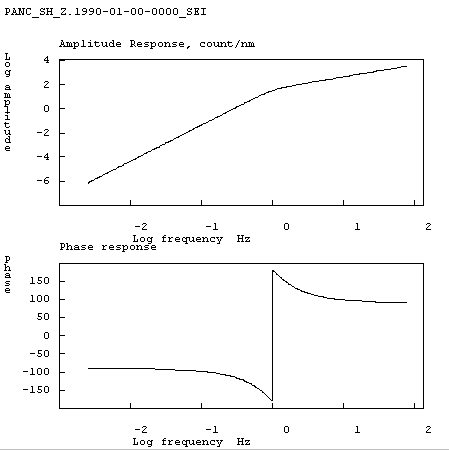 PANC_SH_Z.1990-01-00-0000_SEI
Amplitude Response, count/nm
Log amplitude
4
2
0
-2
-4
-6
-2 -1 0 1 2
Log frequency Hz
Phase response
Phase
150
100
50
0
-50
-100
-150
-2 -1 0 1 2
Log frequency Hz